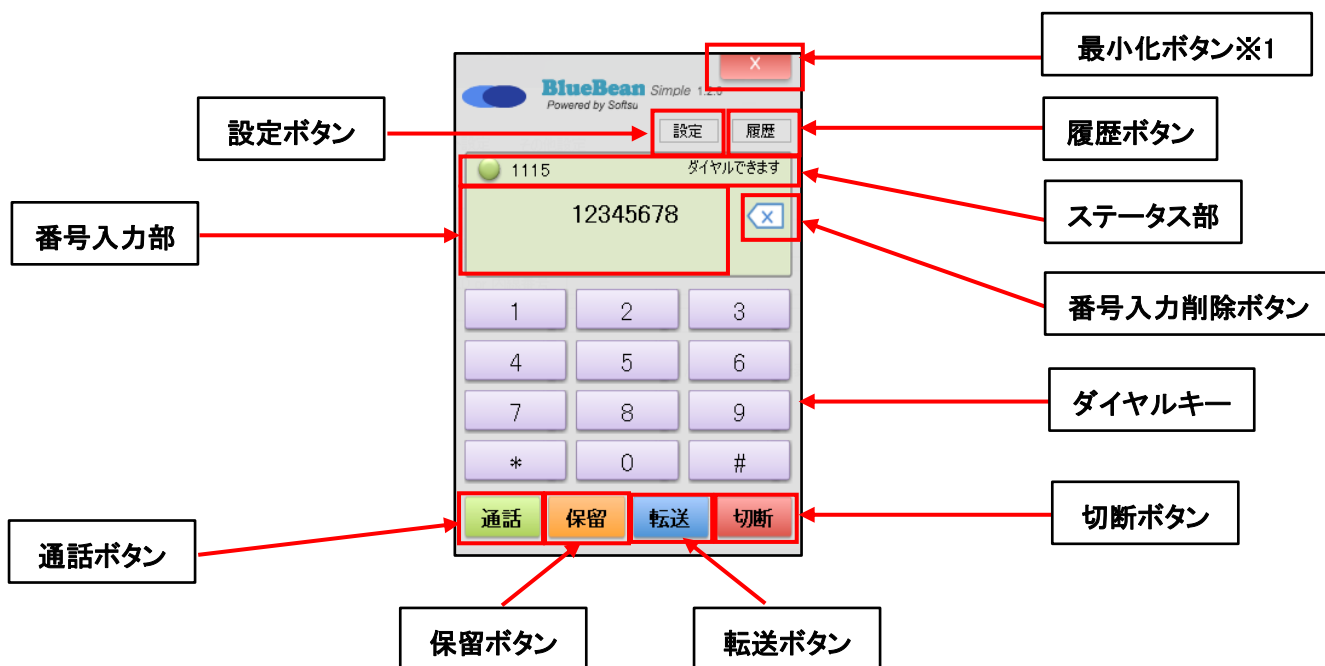 最小化ボタン※1
X
BlueBean Simple 1.2.0
Powered by Softsu
設定ボタン
設定
履歴
履歴ボタン
1115
ダイヤルできます
ステータス部
番号入力部
12345678
X
番号入力削除ボタン
1
2
3
4
5
6
7
8
9
ダイヤルキー
*
0
#
通話
保留
転送
切断
切断ボタン
通話ボタン
保留ボタン
転送ボタン